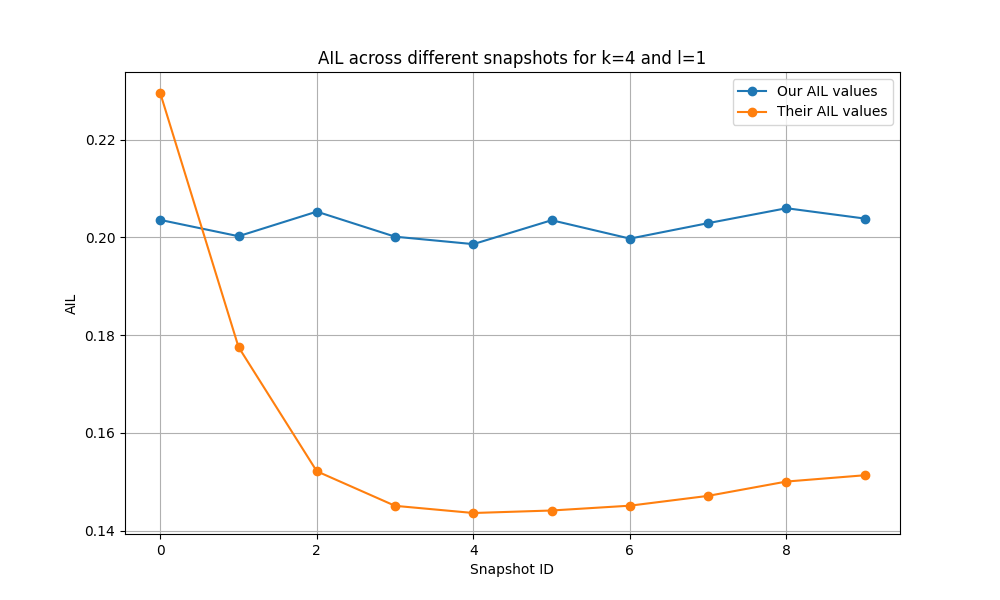 AIL across different snapshots for k=4 and l=1
Our AIL values
Their AIL values
AIL
0.22
0.20
0.18
0.16
0.14
0 2 4 6 8
Snapshot ID